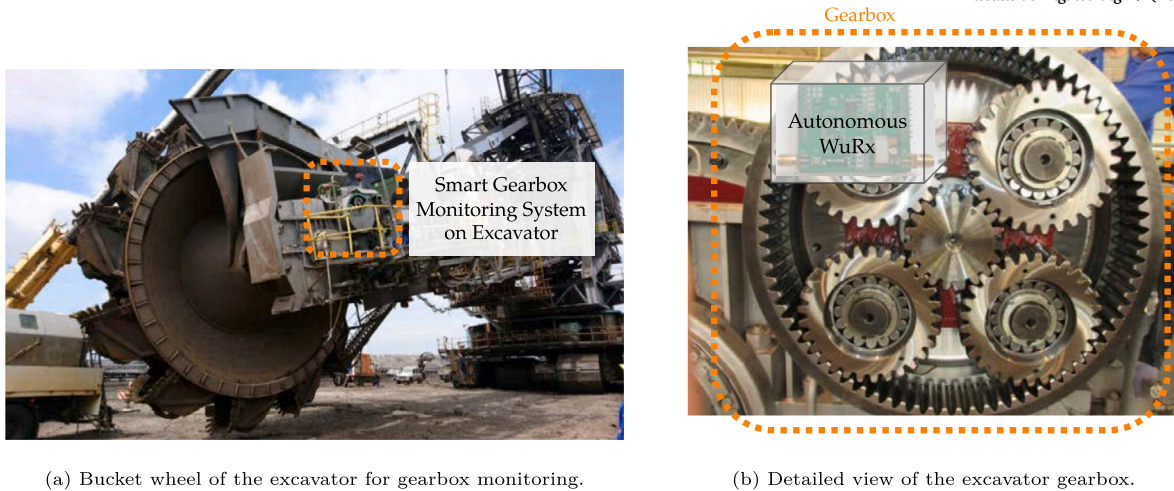 Gearbox
Smart Gearbox
Monitoring System
on Excavator
Autonomous
WuRx
(a) Bucket wheel of the excavator for gearbox monitoring.
(b) Detailed view of the excavator gearbox.